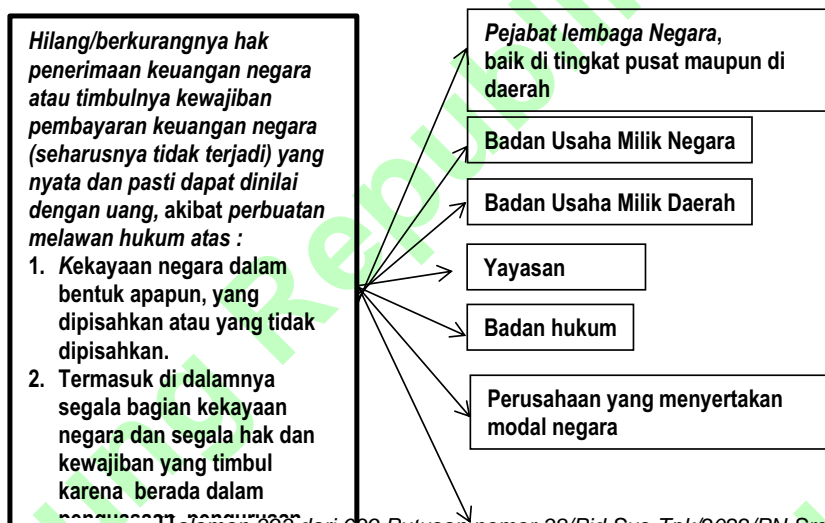 Hilang/berkurangnya hak
penerimaan keuangan negara
atau timbulnya kewajiban
pembayaran keuangan negara
(seharusnya tidak terjadi) yang
nyata dan pasti dapat dinilai
dengan uang, akibat perbuatan
melawan hukum atas :
1. Kekayaan negara dalam
bentuk apapun, yang
dipisahkan atau yang tidak
dipisahkan.
2. Termasuk di dalamnya
segala bagian kekayaan
negara dan segala hak dan
kewajiban yang timbul
karena berada dalam
Pejabat lembaga Negara,
baik di tingkat pusat maupun di
daerah
Badan Usaha Milik Negara
Badan Usaha Milik Daerah
Yayasan
Badan hukum
Perusahaan yang menyertakan
modal negara